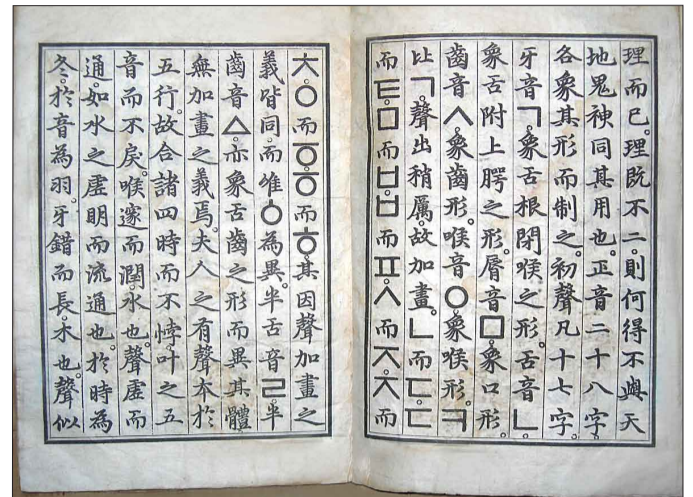 理而已。理既不二。則何得不與天
地鬼神同其用也。正音二十八字。
各象其形而制之。初聲凡十七字。
牙音ㄱ。象舌根閉喉之形。舌音ㄴ。
象舌附上腭之形。脣音ㅁ。象口形。
齒音ㅅ。象齒形。喉音ㅇ。象喉形。ㅋ
比ㄱ。聲出稍厲。故加畫。ㄴ而ㄷ。ㄷ
而ㅌ。ㅁ而ㅂ。ㅂ而ㅍ。ㅅ而ㅈ。ㅈ而
ㅊ。ㅇ而ㆆ。ㆆ而ㅎ。其因聲加畫之
義皆同。而唯ㆁ為異。半舌音ㄹ。半
齒音ㅿ。亦象舌齒之形而異其體。
無加畫之義焉。夫人之有聲本於
五行。故合諸四時而不悖。叶之五
音而不戾。喉邃而潤。水也。聲虛而
通。如水之虛明而流通也。於時為
冬。於音為羽。牙錯而長。木也。聲似